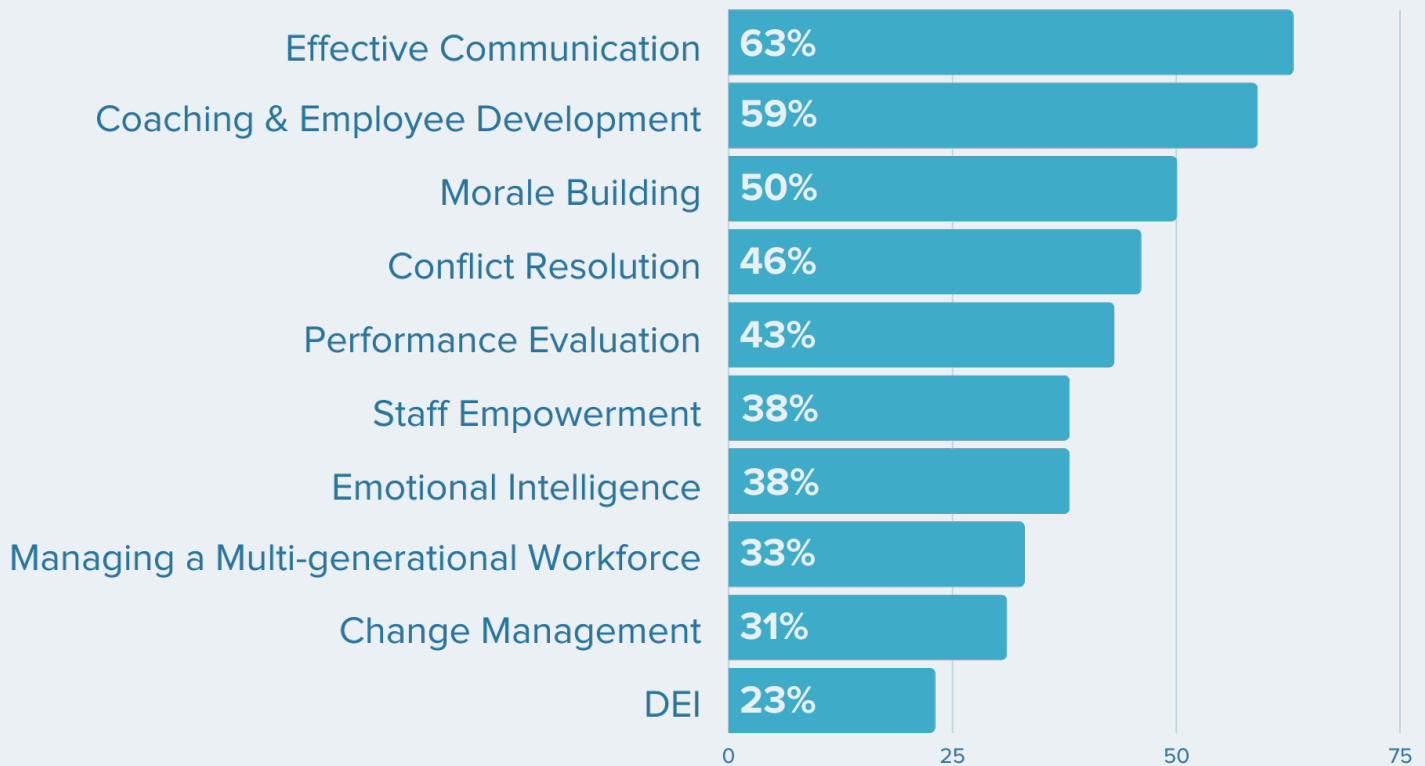 Effective Communication 63%
Coaching & Employee Development 59%
Morale Building 50%
Conflict Resolution 46%
Performance Evaluation 43%
Staff Empowerment 38%
Emotional Intelligence 38%
Managing a Multi-generational Workforce 33%
Change Management 31%
DEI 23%
0 25 50 75